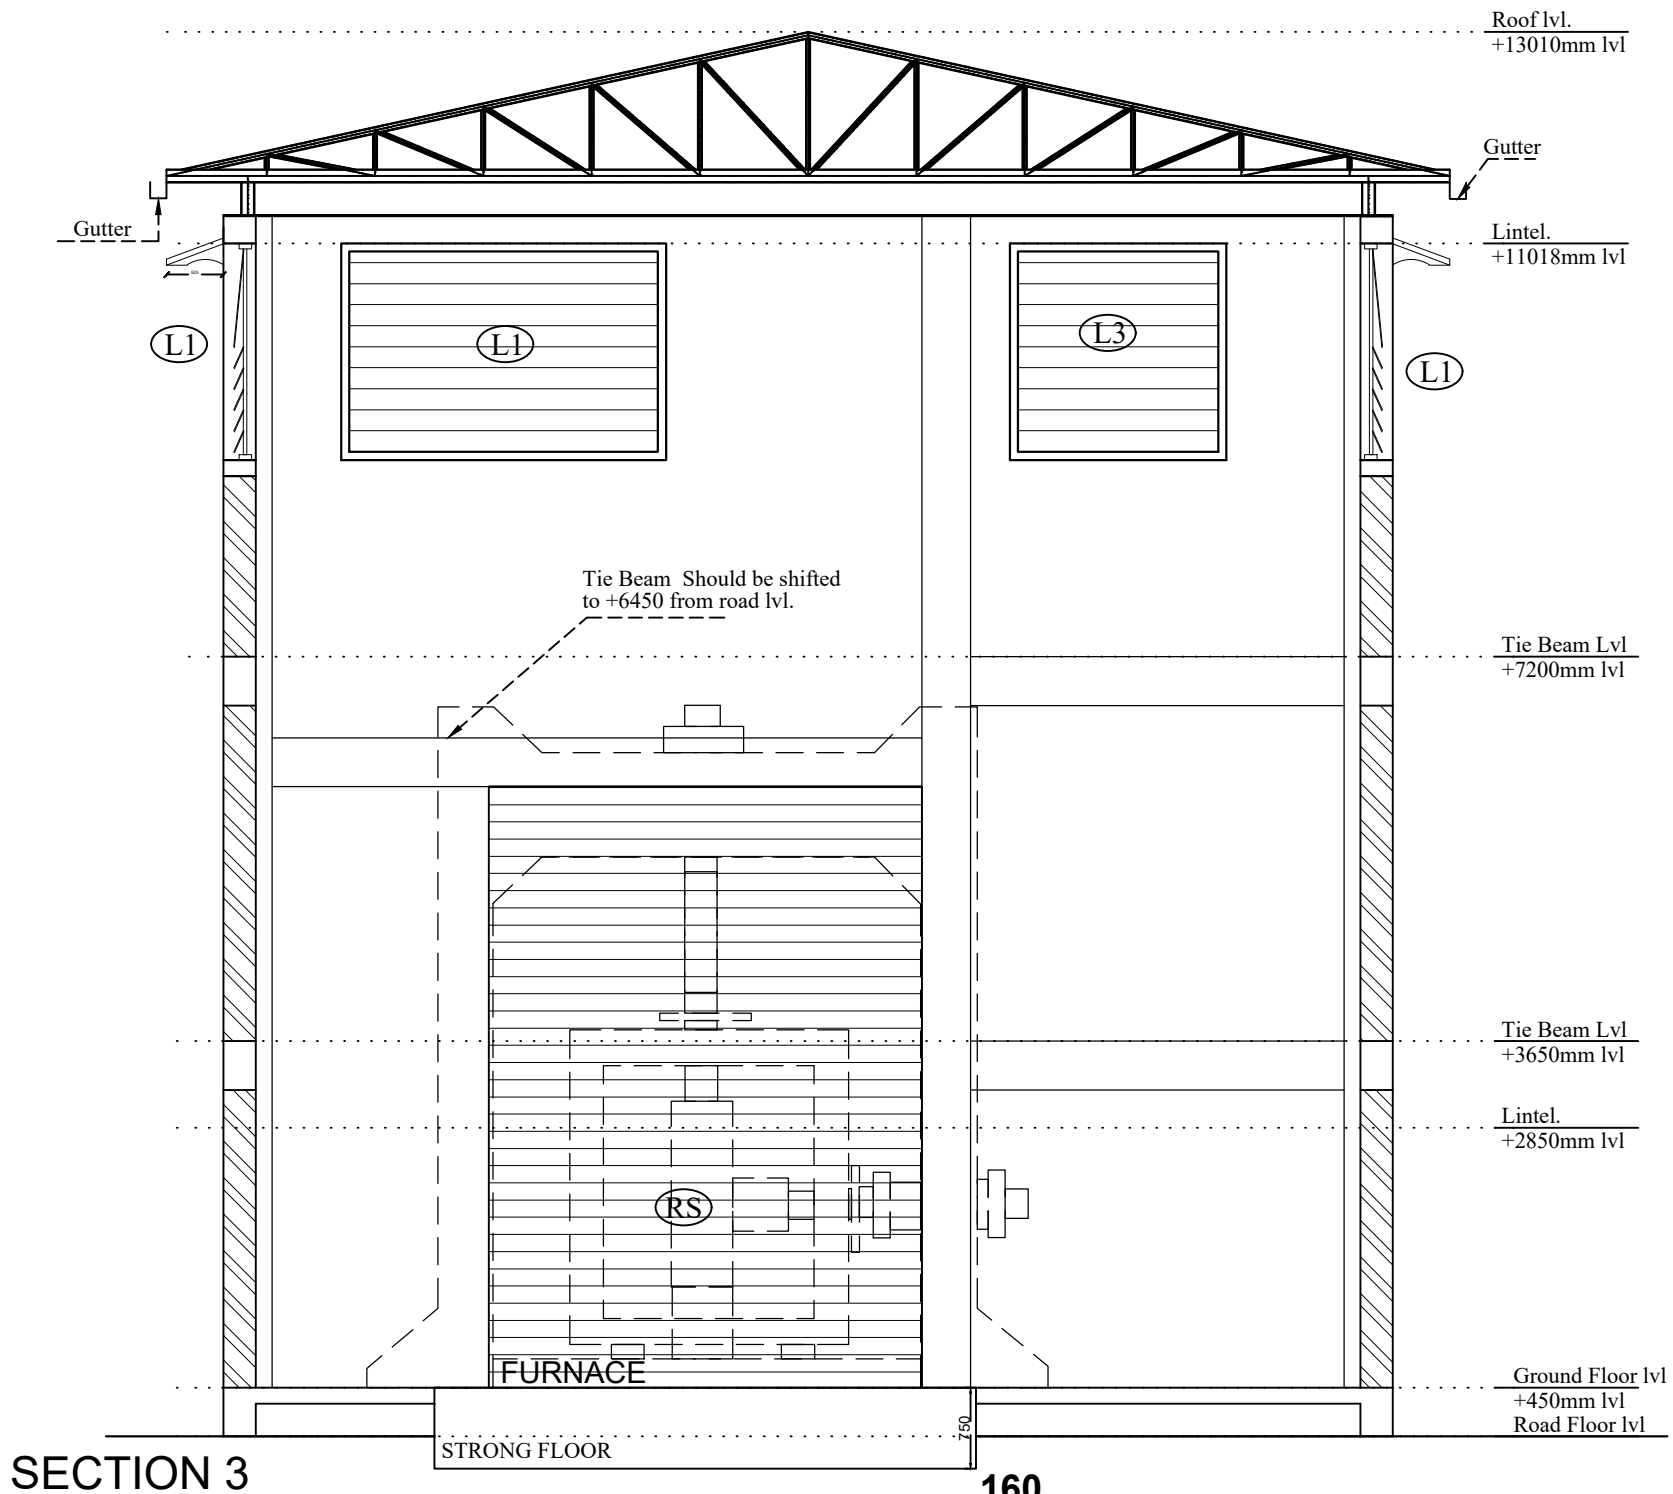 Roof lvl.
+13010mm lvl
Gutter
Gutter
Lintel.
+11018mm lvl
L1
L1
L3
L1
Tie Beam Should be shifted
to +6450 from road lvl.
Tie Beam Lvl
+7200mm lvl
Tie Beam Lvl
+3650mm lvl
Lintel.
+2850mm lvl
RS
FURNACE
Ground Floor lvl
+450mm lvl
Road Floor lvl
750
STRONG FLOOR
SECTION 3
160